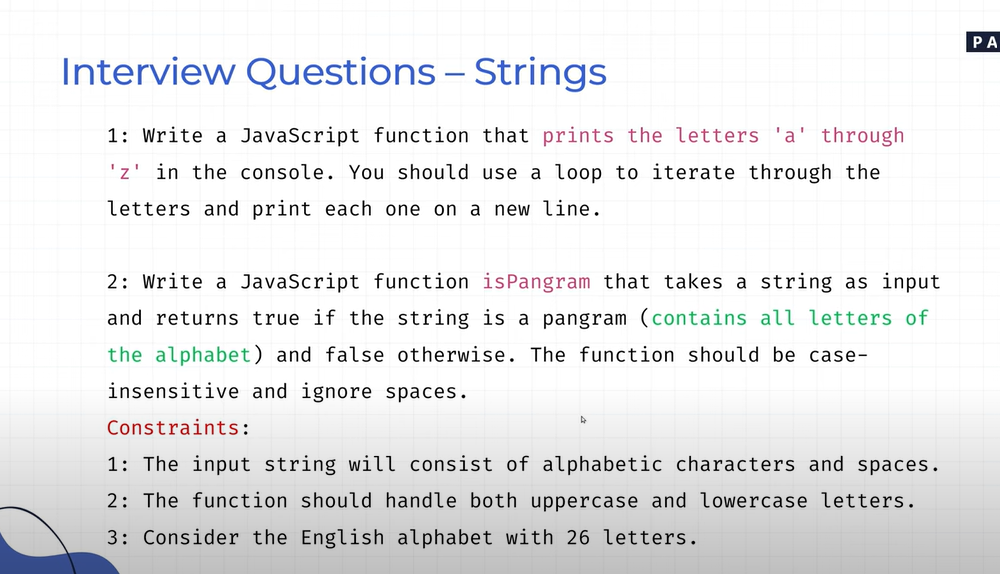 PA
Interview Questions – Strings
1: Write a JavaScript function that prints the letters 'a' through
'z' in the console. You should use a loop to iterate through the
letters and print each one on a new line.
2: Write a JavaScript function isPangram that takes a string as input
and returns true if the string is a pangram (contains all letters of
the alphabet) and false otherwise. The function should be case-
insensitive and ignore spaces.
Constraints:
1: The input string will consist of alphabetic characters and spaces.
2: The function should handle both uppercase and lowercase letters.
3: Consider the English alphabet with 26 letters.